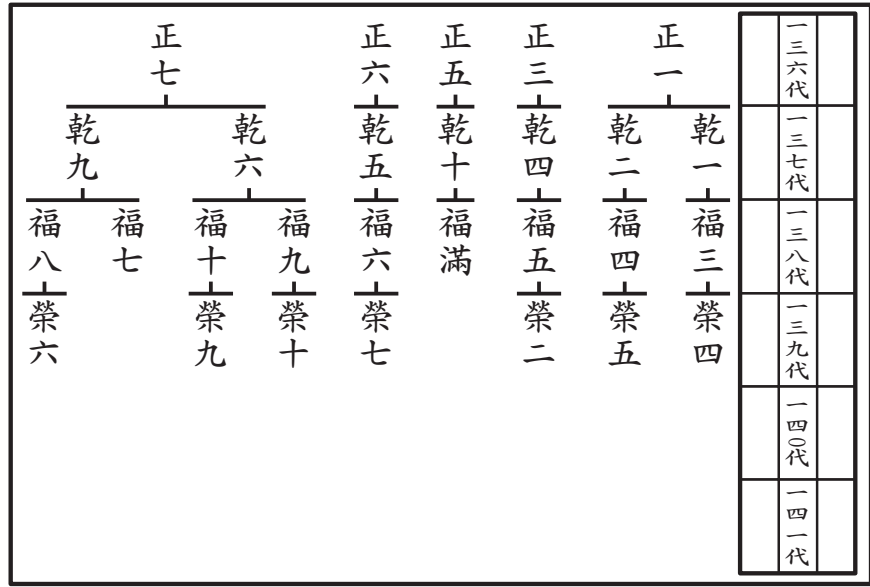 一三六代
一三七代
一三八代
一三九代
一四〇代
一四一代
正一
正三
正五
正六
正七
乾一
乾二
乾四
乾十
乾五
乾六
乾九
福三
福四
福五
福滿
福六
福九
福十
福七
福八
榮四
榮五
榮二
榮七
榮十
榮九
榮六